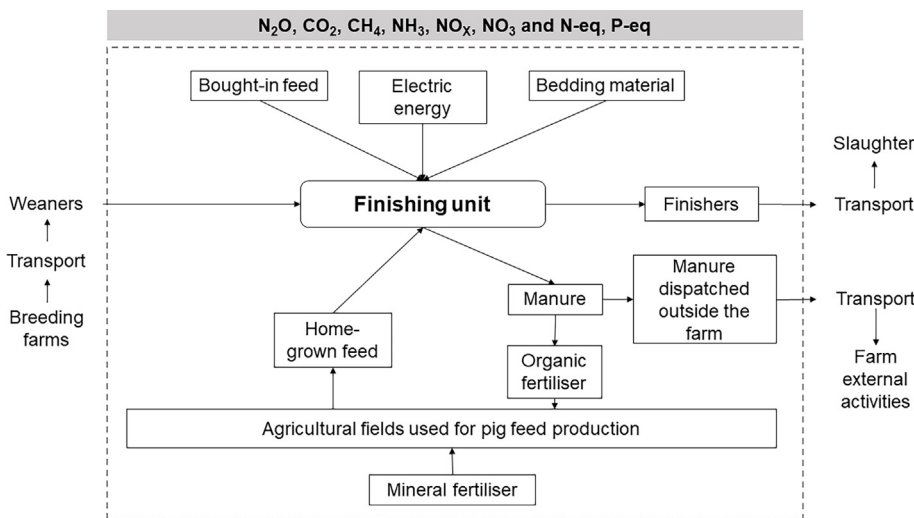 N₂O, CO₂, CH₄, NH₃, NOₓ, NO₃ and N-eq, P-eq
Bought-in feed
Electric
energy
Bedding material
Slaughter
Weaners
Finishing unit
Finishers
Transport
Transport
Breeding
farms
Manure
Manure
dispatched
outside the
farm
Transport
Home-
grown feed
Organic
fertiliser
Farm
external
activities
Agricultural fields used for pig feed production
Mineral fertiliser